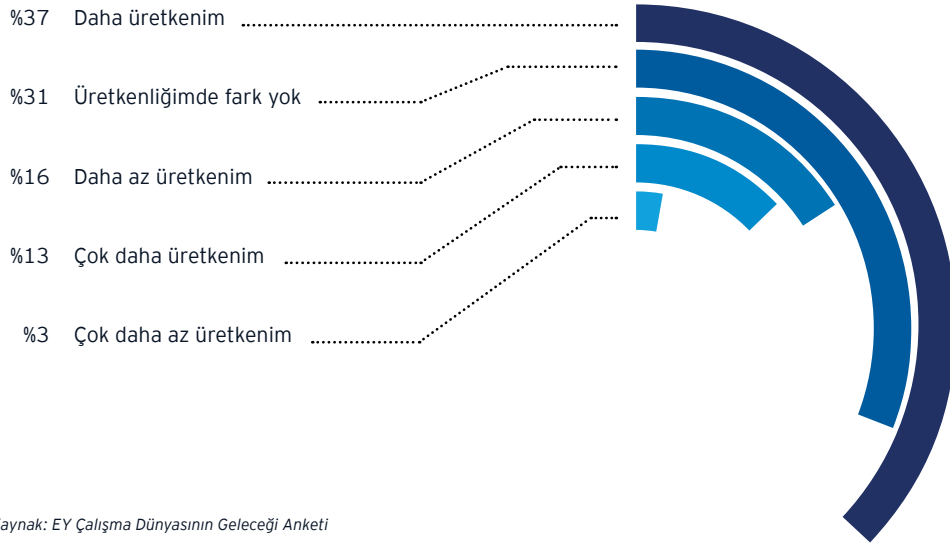 %37 Daha üretkenim
%31 Üretkenliğimde fark yok
%16 Daha az üretkenim
%13 Çok daha üretkenim
%3 Çok daha az üretkenim
aynak: EY Çalışma Dünyasının Geleceği Anketi